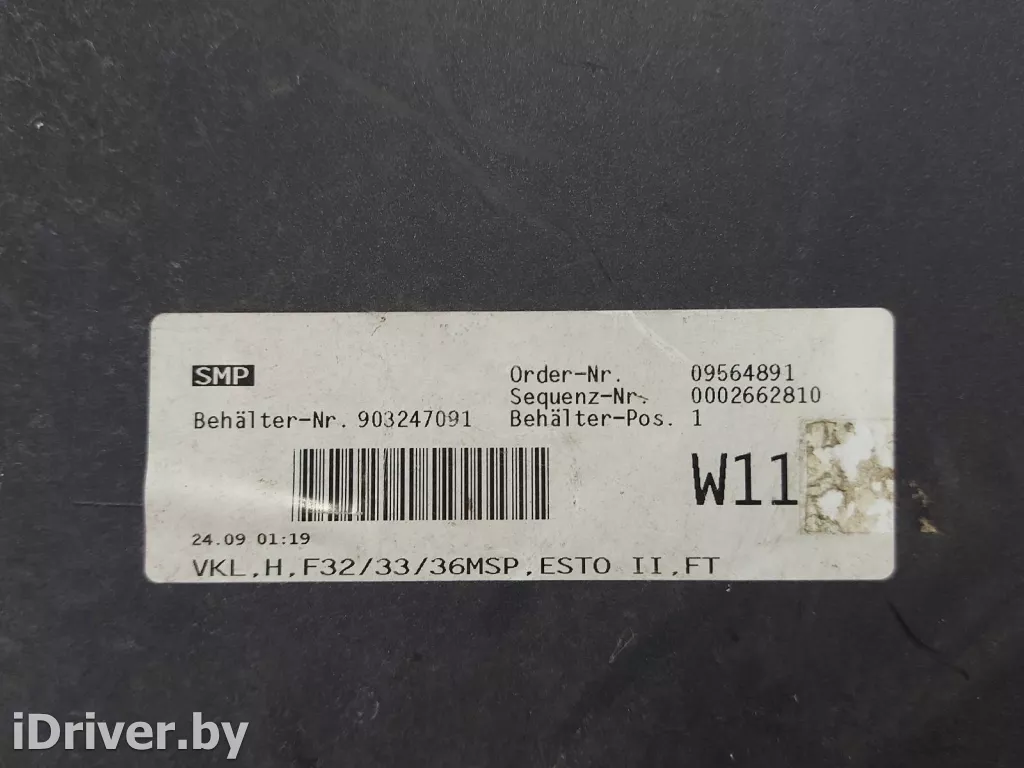 SMP
Order-Nr. 09564891
Sequenz-Nr. 0002662810
Behälter-Nr. 903247091 Behälter-Pos. 1
W11
24.09 01:19
VKL,H,F32/33/36MSP,ESTO II,FT
iDriver.by